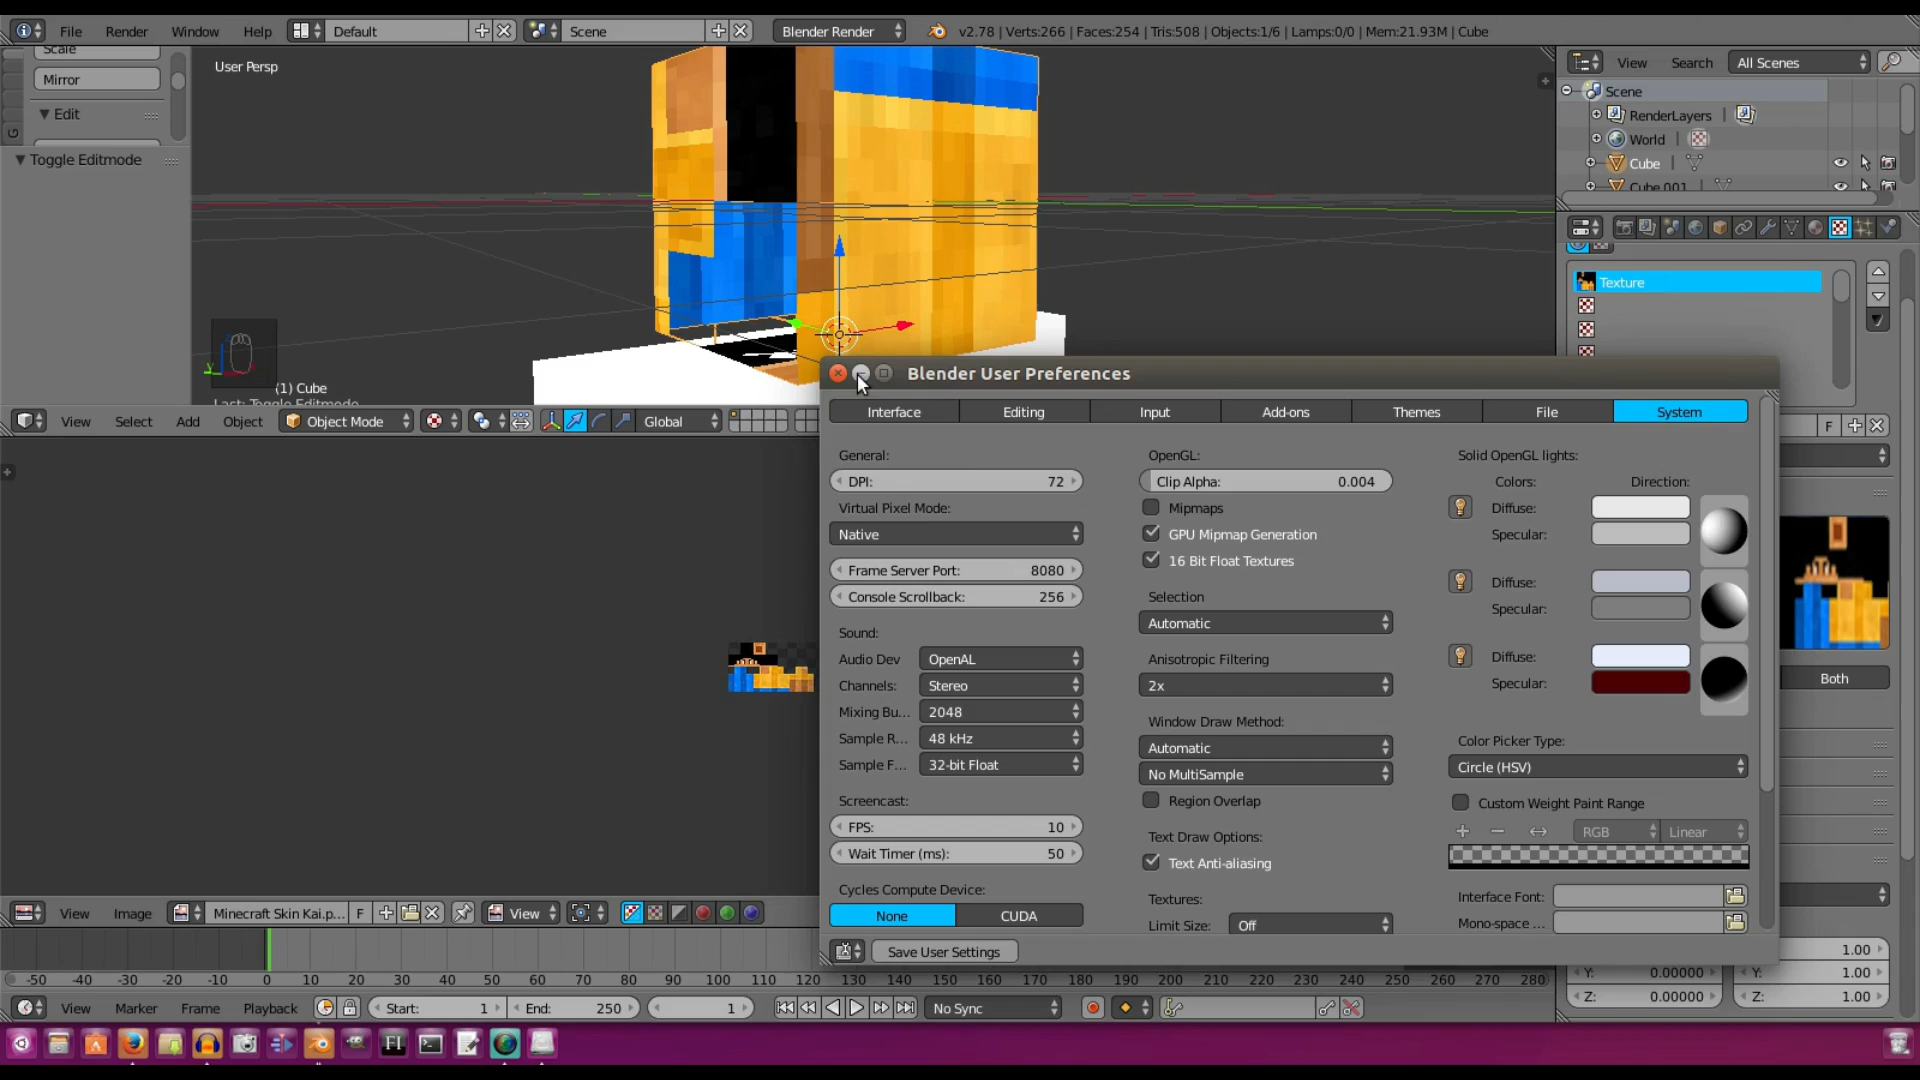 File Render Window Help Default Scene Blender Render v2.78 | Verts:266 | Faces:254 | Tris:508 | Objects:1/6 | Lamps:0/0 | Mem:21.93M | Cube
Scale
Mirror
Edit
Toggle Editmode
G
User Persp
(1) Cube
Last: Toggle Editmode
View Search All Scenes
Scene
RenderLayers |
World |
Cube |
Cube.001
Texture
View Select Add Object Object Mode Global
F
Both
Blender User Preferences
Interface Editing Input Add-ons Themes File System
General:
DPI: 72
Virtual Pixel Mode:
Native
Frame Server Port: 8080
Console Scrollback: 256
Sound:
Audio Dev OpenAL
Channels: Stereo
Mixing Bu... 2048
Sample R... 48 kHz
Sample F... 32-bit Float
Screencast:
FPS: 10
Wait Timer (ms): 50
Cycles Compute Device:
None CUDA
OpenGL:
Clip Alpha: 0.004
Mipmaps
GPU Mipmap Generation
16 Bit Float Textures
Selection
Automatic
Anisotropic Filtering
2x
Window Draw Method:
Automatic
No MultiSample
Region Overlap
Text Draw Options:
Text Anti-aliasing
Textures:
Limit Size: Off
Solid OpenGL lights:
Colors: Direction:
Diffuse:
Specular:
Diffuse:
Specular:
Diffuse:
Specular:
Color Picker Type:
Circle (HSV)
Custom Weight Paint Range
RGB Linear
Interface Font:
Mono-space ...
Save User Settings
View Image Minecraft Skin Kai.p... F View
-50 -40 -30 -20 -10 0 10 20 30 40 50 60 70 80 90 100 110 120 130 140 150 160 170 180 190 200 210 220 230 240 250 260 270 280
1.00
Y: 0.00000 Y: 1.00
Z: 0.00000 Z: 1.00
View Marker Frame Playback Start: 1 End: 250 1 No Sync